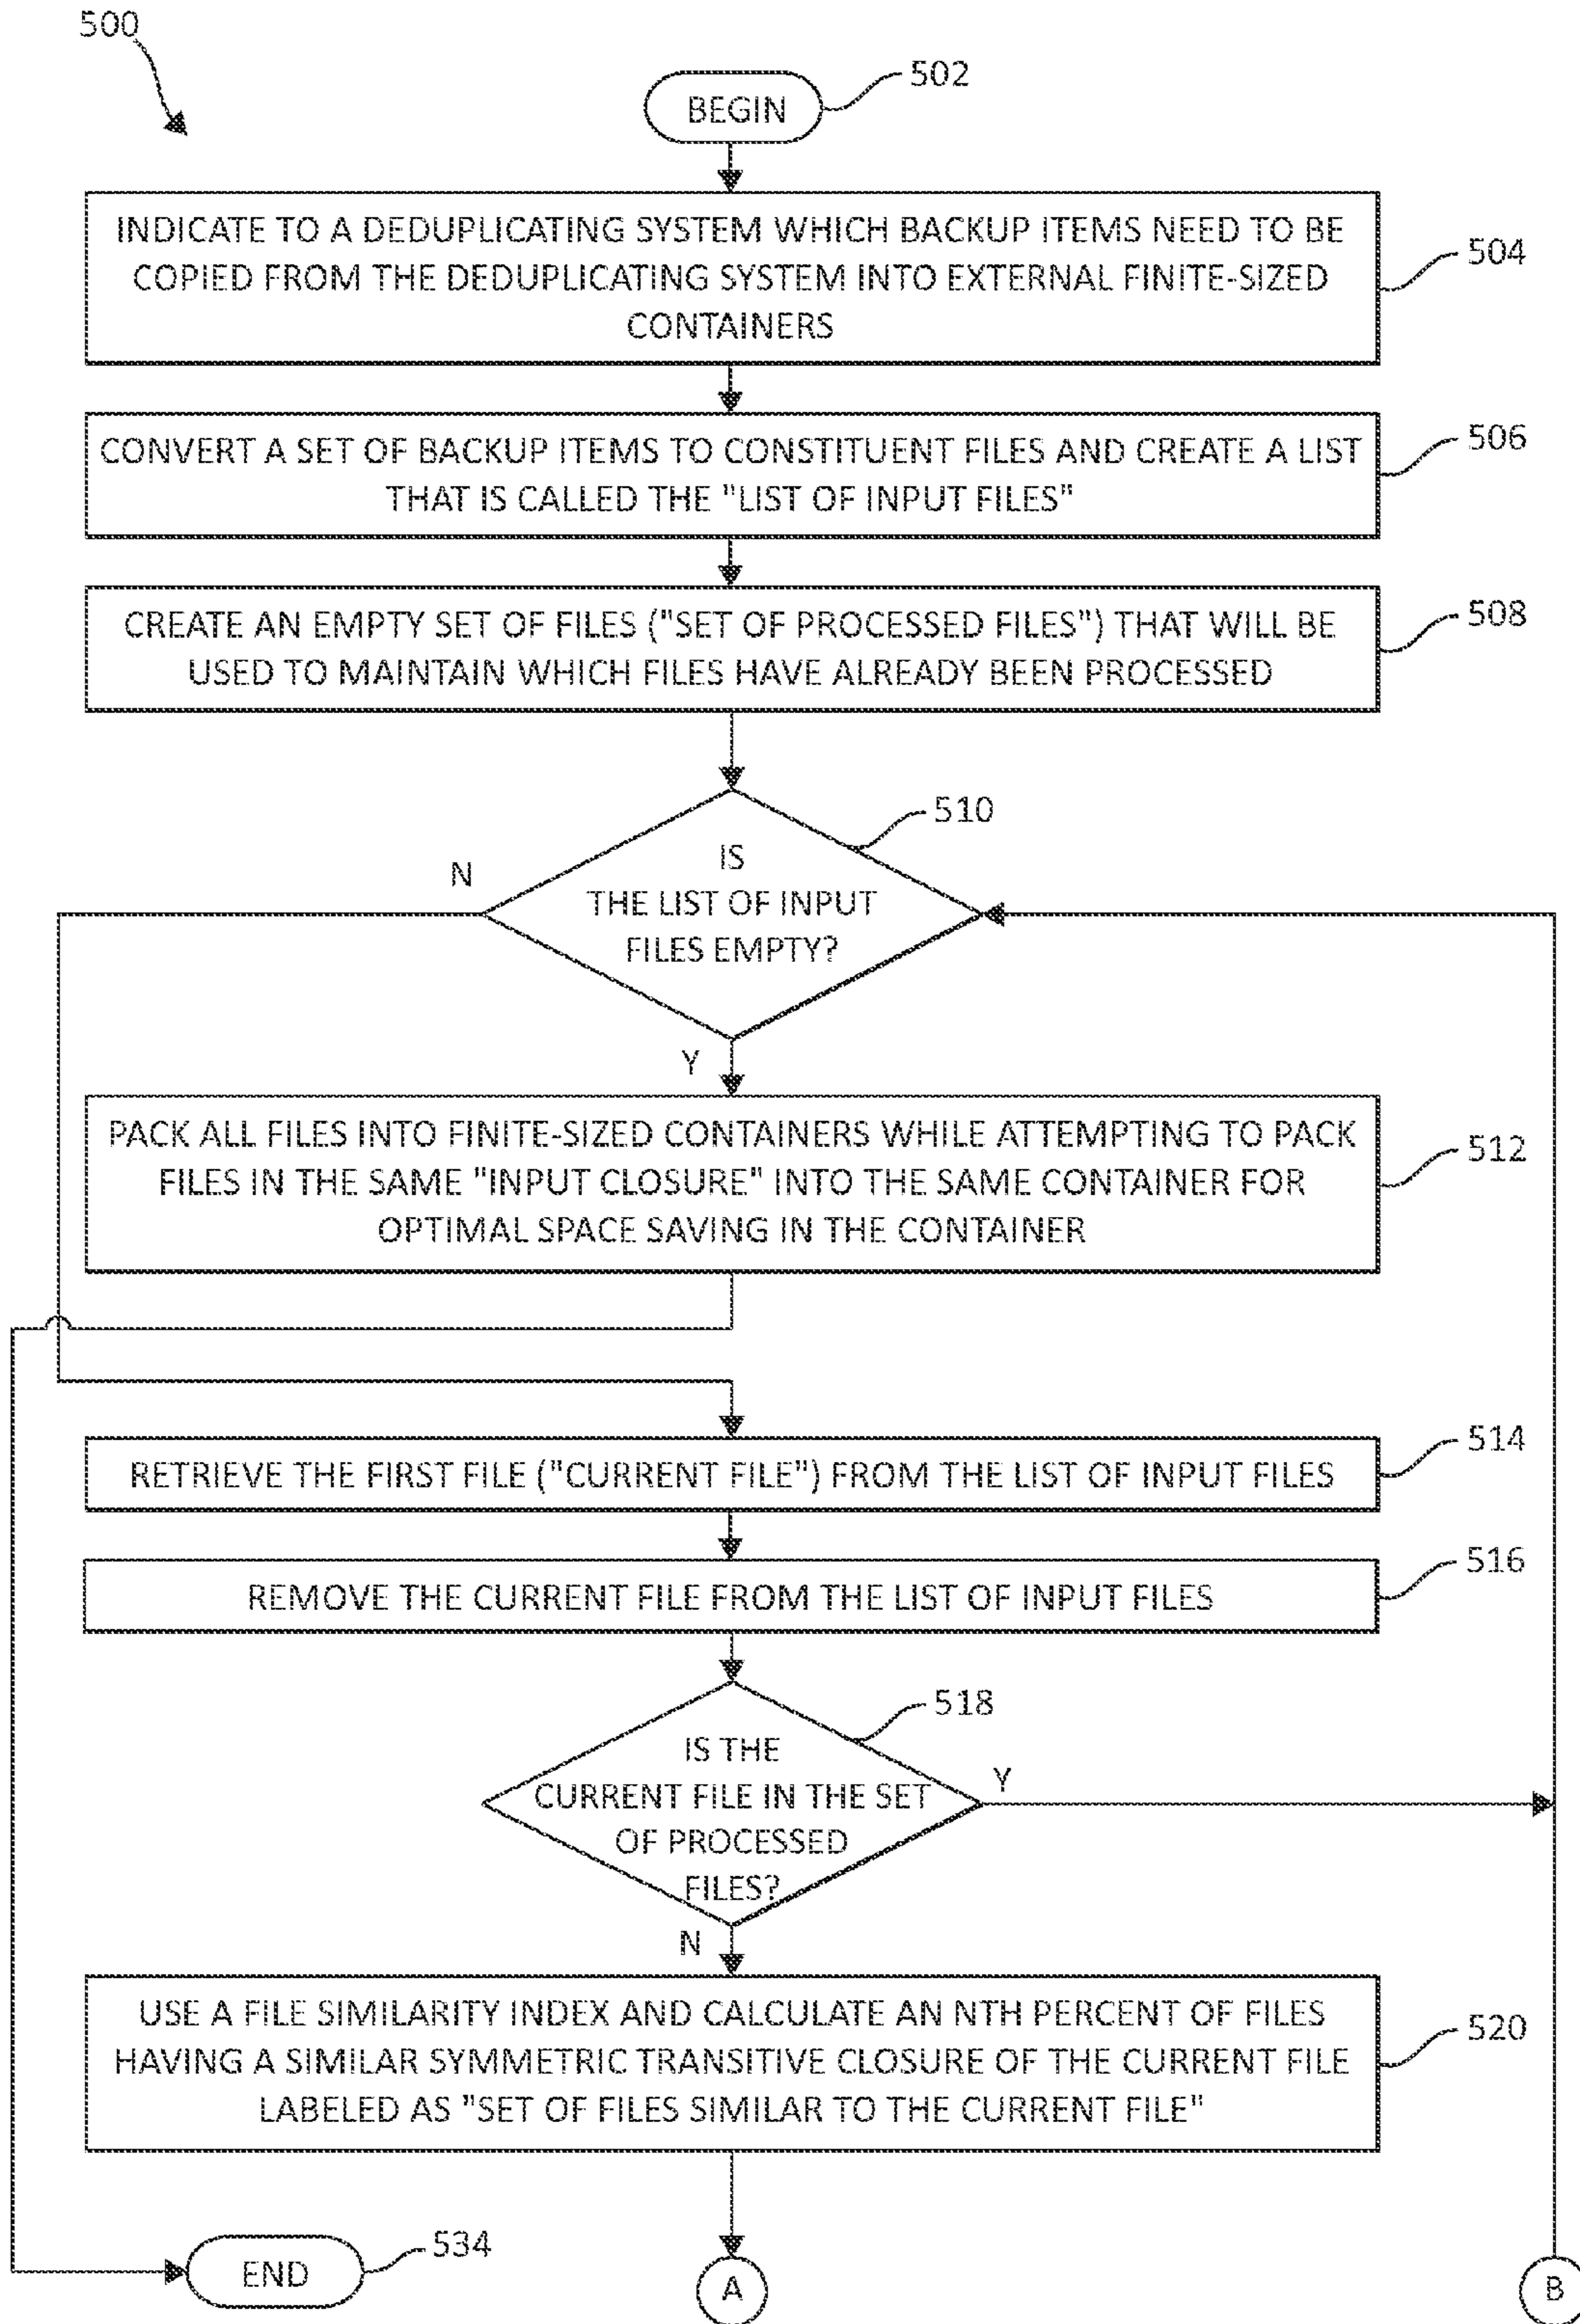 500
BEGIN
502
INDICATE TO A DEDUPLICATING SYSTEM WHICH BACKUP ITEMS NEED TO BE
COPIED FROM THE DEDUPLICATING SYSTEM INTO EXTERNAL FINITE-SIZED
CONTAINERS
504
CONVERT A SET OF BACKUP ITEMS TO CONSTITUENT FILES AND CREATE A LIST
THAT IS CALLED THE "LIST OF INPUT FILES"
506
CREATE AN EMPTY SET OF FILES ("SET OF PROCESSED FILES") THAT WILL BE
USED TO MAINTAIN WHICH FILES HAVE ALREADY BEEN PROCESSED
508
510
IS
THE LIST OF INPUT
FILES EMPTY?
N
Y
PACK ALL FILES INTO FINITE-SIZED CONTAINERS WHILE ATTEMPTING TO PACK
FILES IN THE SAME "INPUT CLOSURE" INTO THE SAME CONTAINER FOR
OPTIMAL SPACE SAVING IN THE CONTAINER
512
RETRIEVE THE FIRST FILE ("CURRENT FILE") FROM THE LIST OF INPUT FILES
514
REMOVE THE CURRENT FILE FROM THE LIST OF INPUT FILES
516
518
IS THE
CURRENT FILE IN THE SET
OF PROCESSED
FILES?
Y
N
USE A FILE SIMILARITY INDEX AND CALCULATE AN NTH PERCENT OF FILES
HAVING A SIMILAR SYMMETRIC TRANSITIVE CLOSURE OF THE CURRENT FILE
LABELED AS "SET OF FILES SIMILAR TO THE CURRENT FILE"
520
END
534
A
B